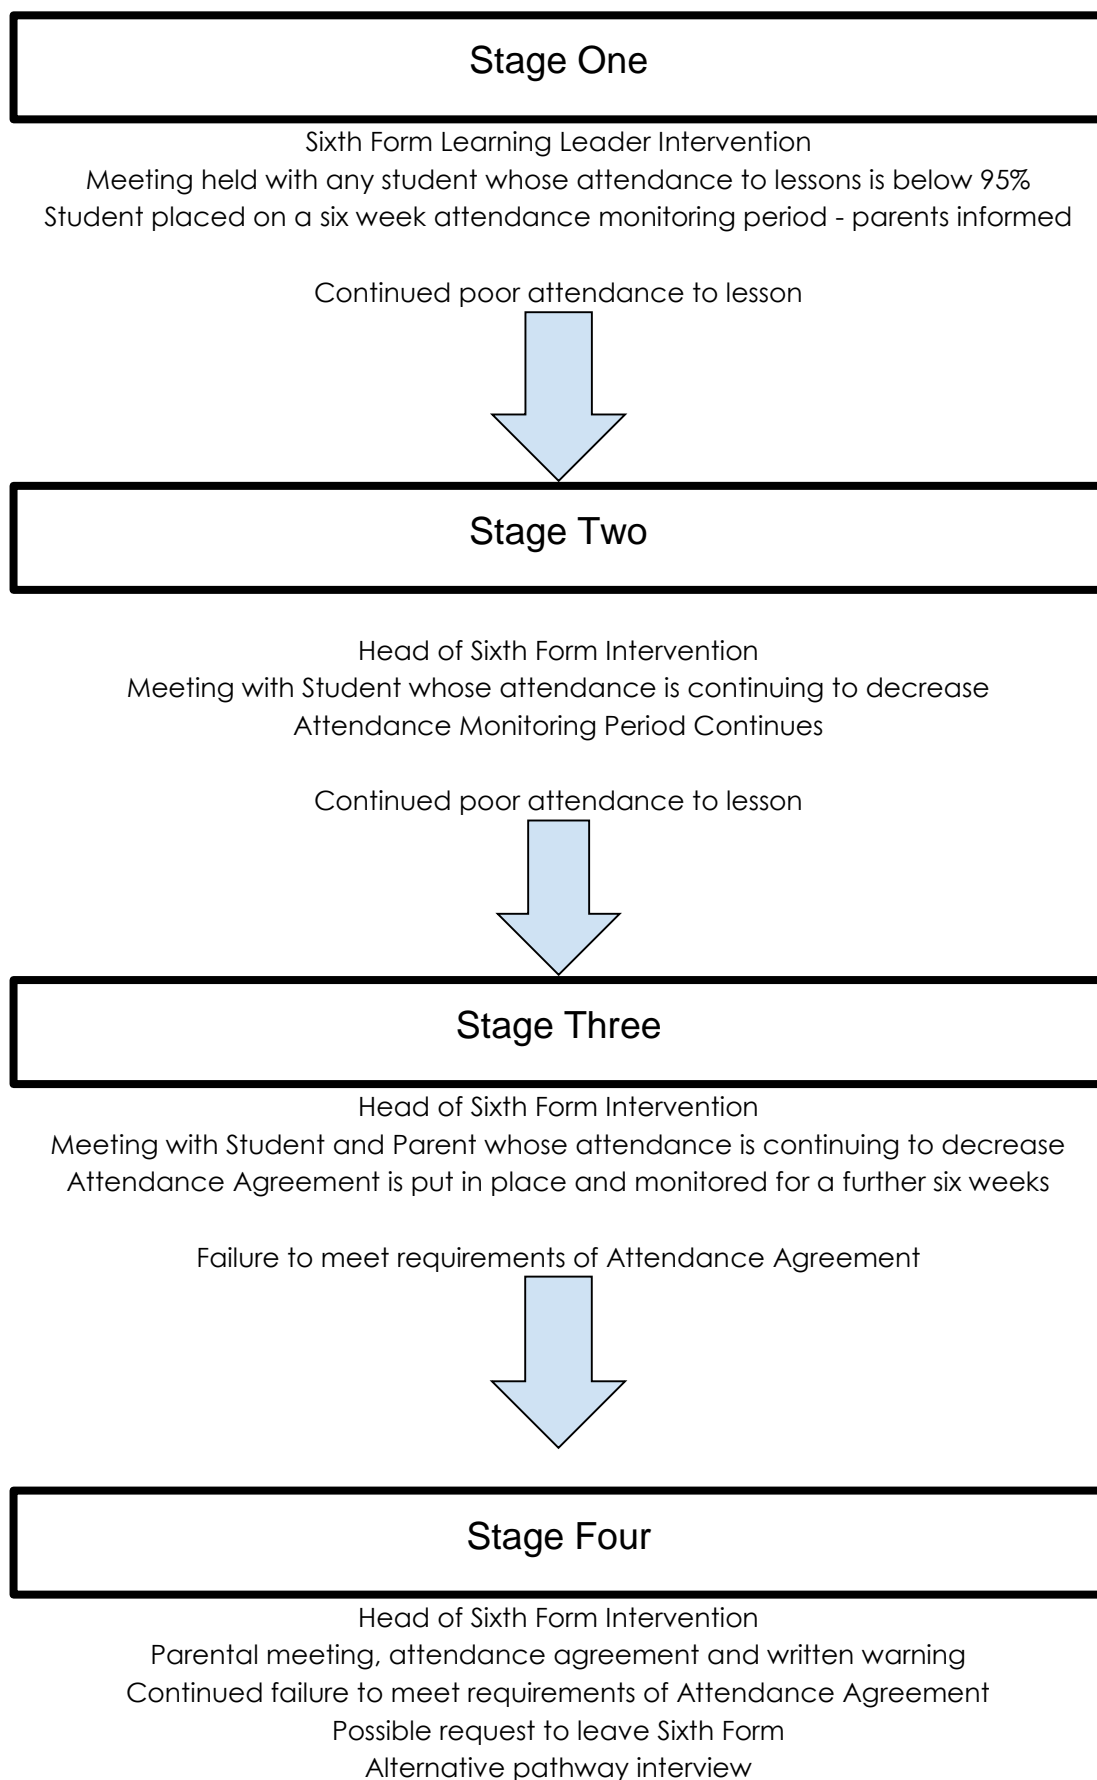 Stage One
Sixth Form Learning Leader Intervention
Meeting held with any student whose attendance to lessons is below 95%
Student placed on a six week attendance monitoring period - parents informed
Continued poor attendance to lesson
Stage Two
Head of Sixth Form Intervention
Meeting with Student whose attendance is continuing to decrease
Attendance Monitoring Period Continues
Continued poor attendance to lesson
Stage Three
Head of Sixth Form Intervention
Meeting with Student and Parent whose attendance is continuing to decrease
Attendance Agreement is put in place and monitored for a further six weeks
Failure to meet requirements of Attendance Agreement
Stage Four
Head of Sixth Form Intervention
Parental meeting, attendance agreement and written warning
Continued failure to meet requirements of Attendance Agreement
Possible request to leave Sixth Form
Alternative pathway interview